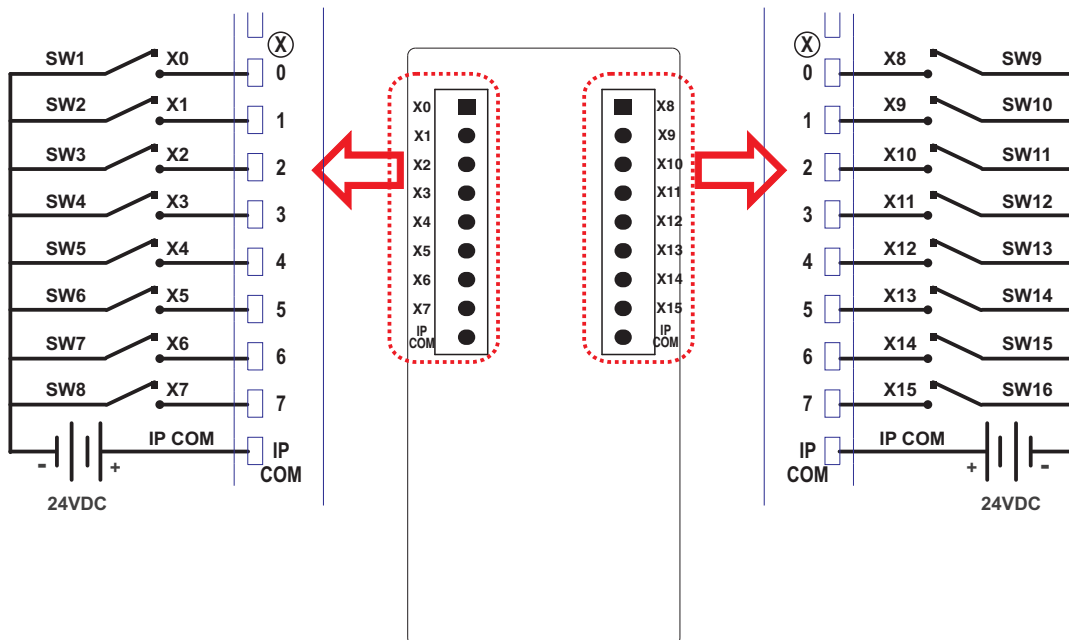 SW1 X0 Ⓧ 0
SW2 X1 1
SW3 X2 2
SW4 X3 3
SW5 X4 4
SW6 X5 5
SW7 X6 6
SW8 X7 7
- + IP COM IP
COM
24VDC
X0
X1
X2
X3
X4
X5
X6
X7
IP
COM
X8
X9
X10
X11
X12
X13
X14
X15
IP
COM
Ⓧ
0 X8 SW9
1 X9 SW10
2 X10 SW11
3 X11 SW12
4 X12 SW13
5 X13 SW14
6 X14 SW15
7 X15 SW16
IP
COM IP COM + -
24VDC